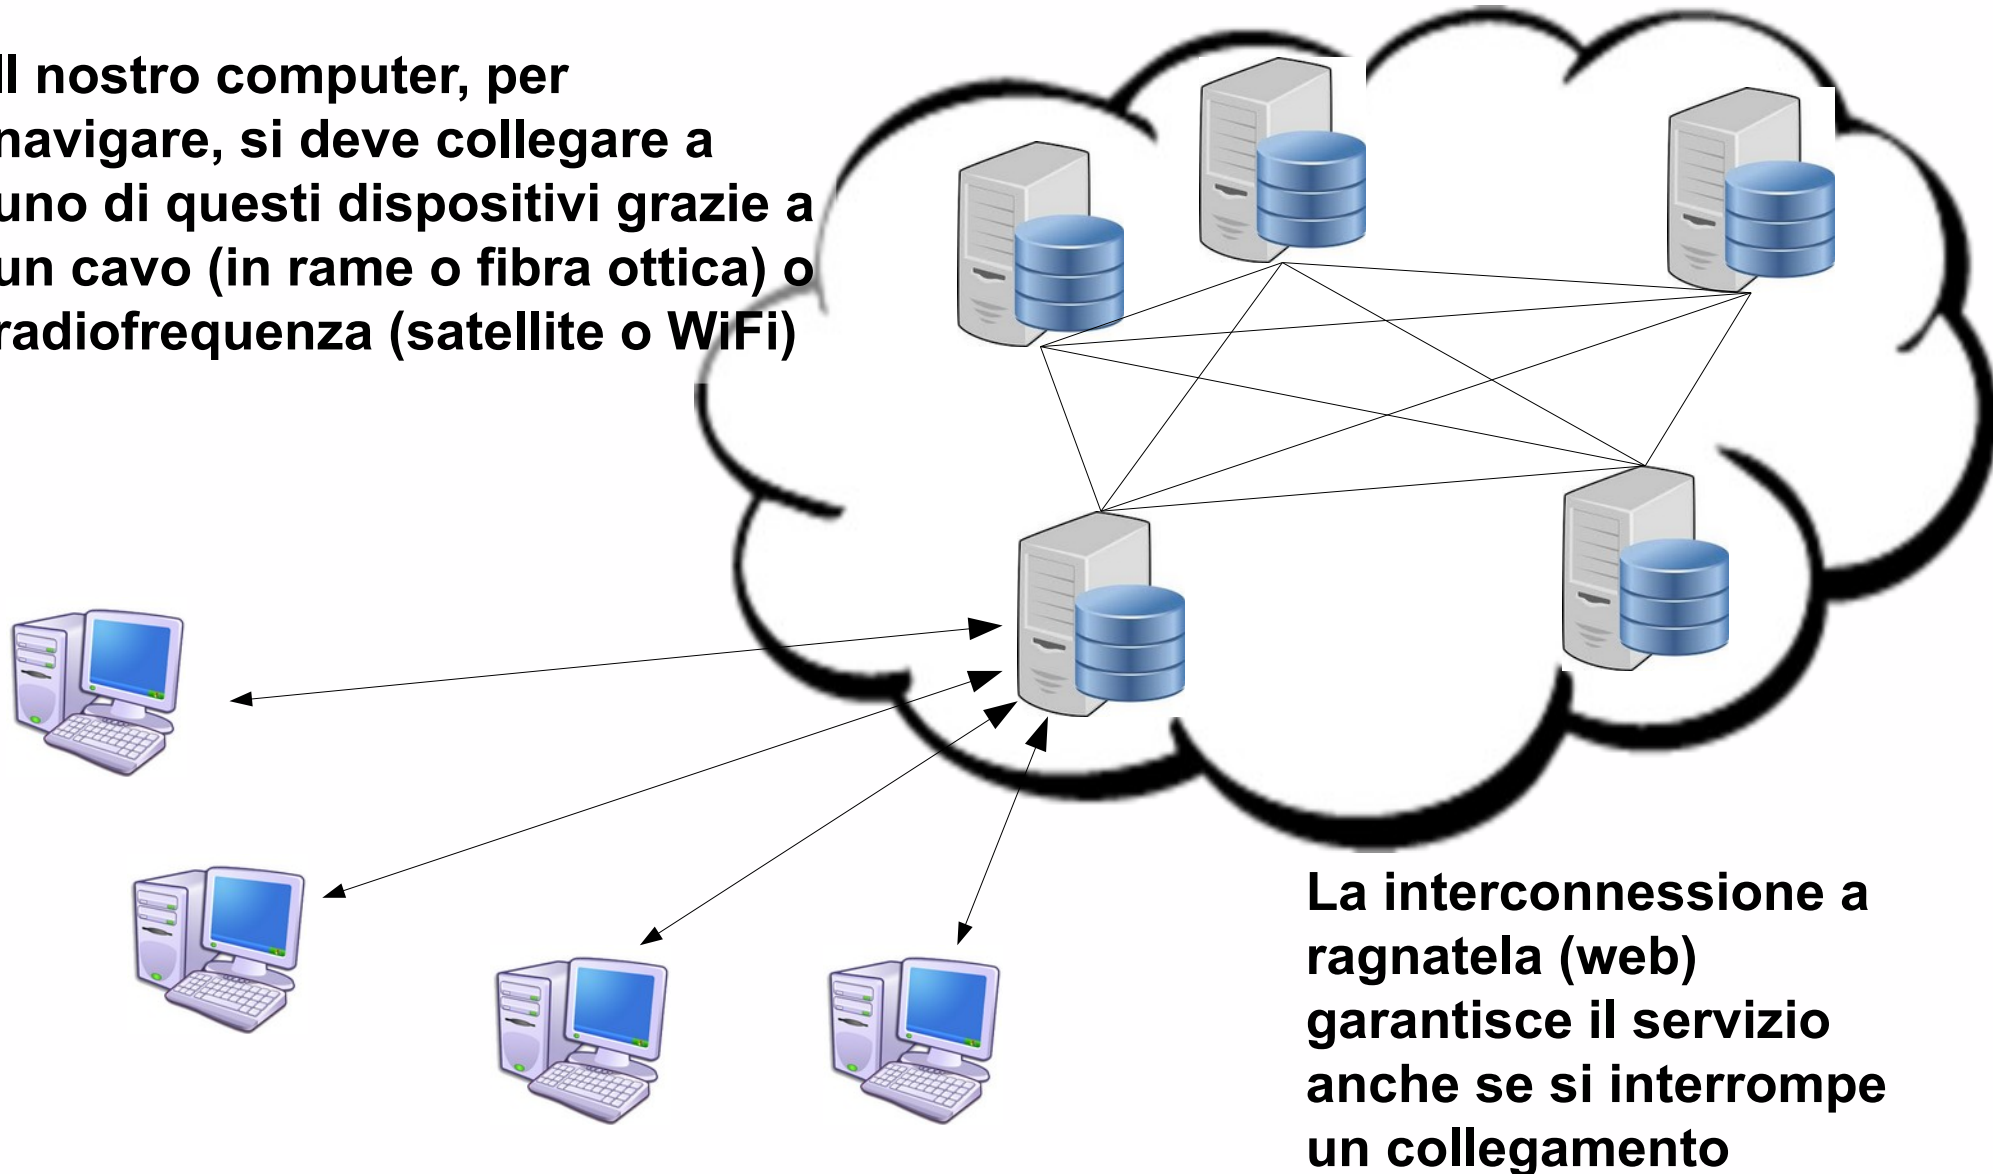 Il nostro computer, per
navigare, si deve collegare a
uno di questi dispositivi grazie a
un cavo (in rame o fibra ottica) o
radiofrequenza (satellite o WiFi)
La interconnessione a
ragnatela (web)
garantisce il servizio
anche se si interrompe
un collegamento